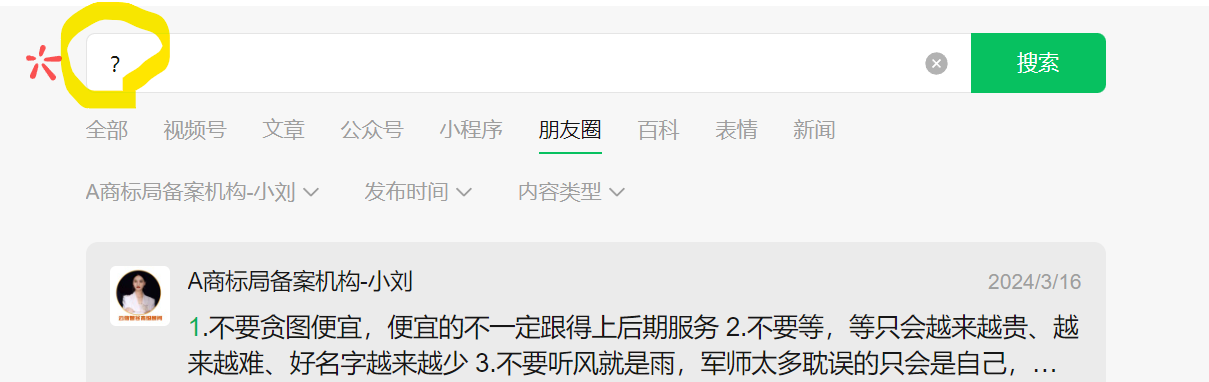 ?
搜索
全部 视频号 文章 公众号 小程序 朋友圈 百科 表情 新闻
A商标局备案机构-小刘 发布时间 内容类型
A商标局备案机构-小刘 2024/3/16
1.不要贪图便宜，便宜的不一定跟得上后期服务 2.不要等，等只会越来越贵、越
来越难、好名字越来越少 3.不要听风就是雨，军师太多耽误的只会是自己，…